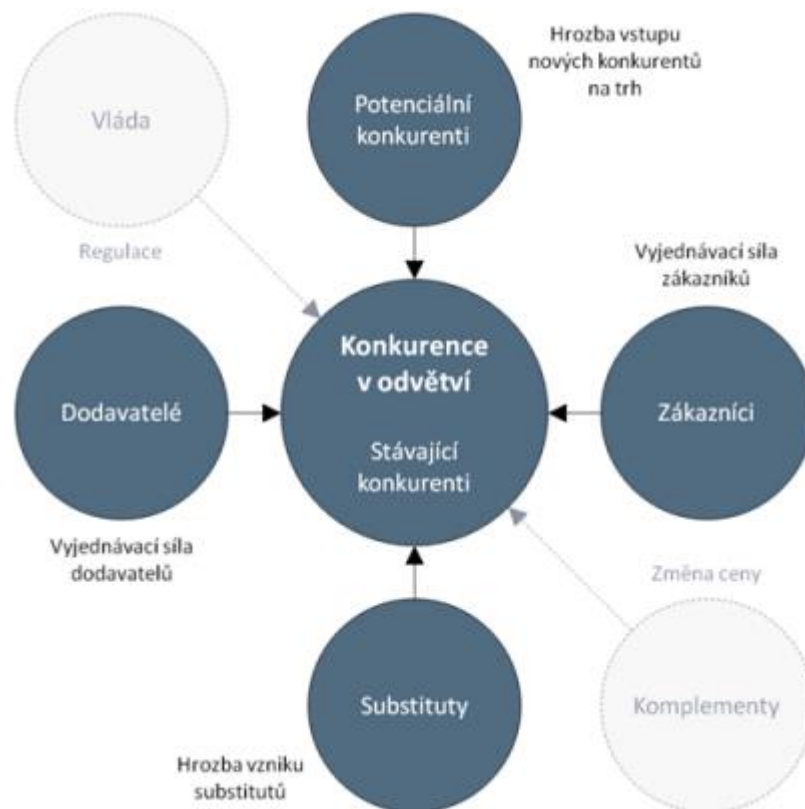 Hrozba vstupu
nových konkurentů
na trh
Vláda
Potenciální
konkurenti
Regulace
Vyjednávací síla
zákazníků
Konkurence
v odvětví
Dodavatelé
Zákazníci
Stávající
konkurenti
Vyjednávací síla
dodavatelů
Změna ceny
Substituty
Komplementy
Hrozba vzniku
substitutů